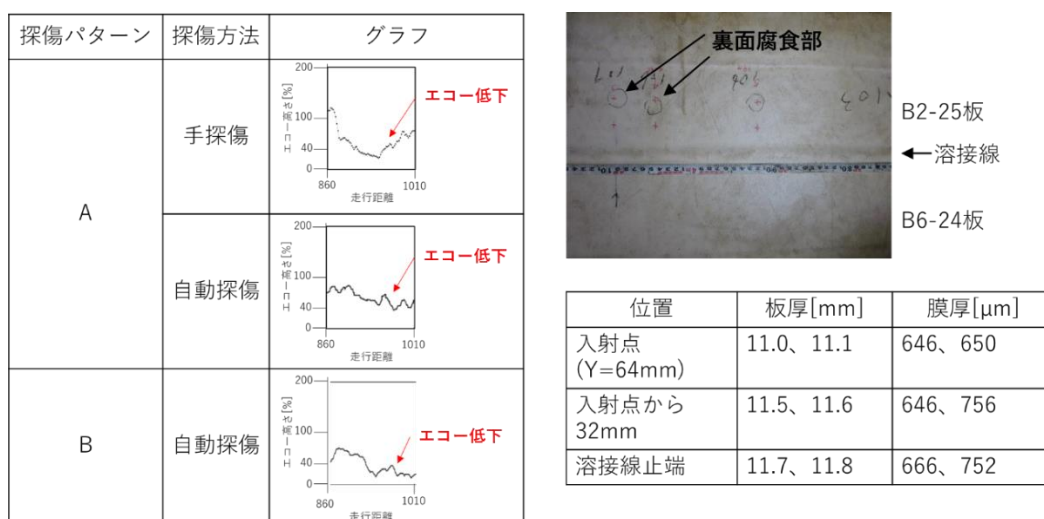 探傷パターン 探傷方法 グラフ
A
手探傷
200
100
40
0
エコー高さ[%]
エコー低下
860 1010
走行距離
自動探傷
200
100
40
0
エコー高さ[%]
エコー低下
860 1010
走行距離
B
自動探傷
200
100
40
0
エコー高さ[%]
エコー低下
860 1010
走行距離
裏面腐食部
B2-25板
溶接線
B6-24板
位置 板厚[mm] 膜厚[μm]
入射点 11.0、11.1 646、650
(Y=64mm)
入射点から 11.5、11.6 646、756
32mm
溶接線止端 11.7、11.8 666、752